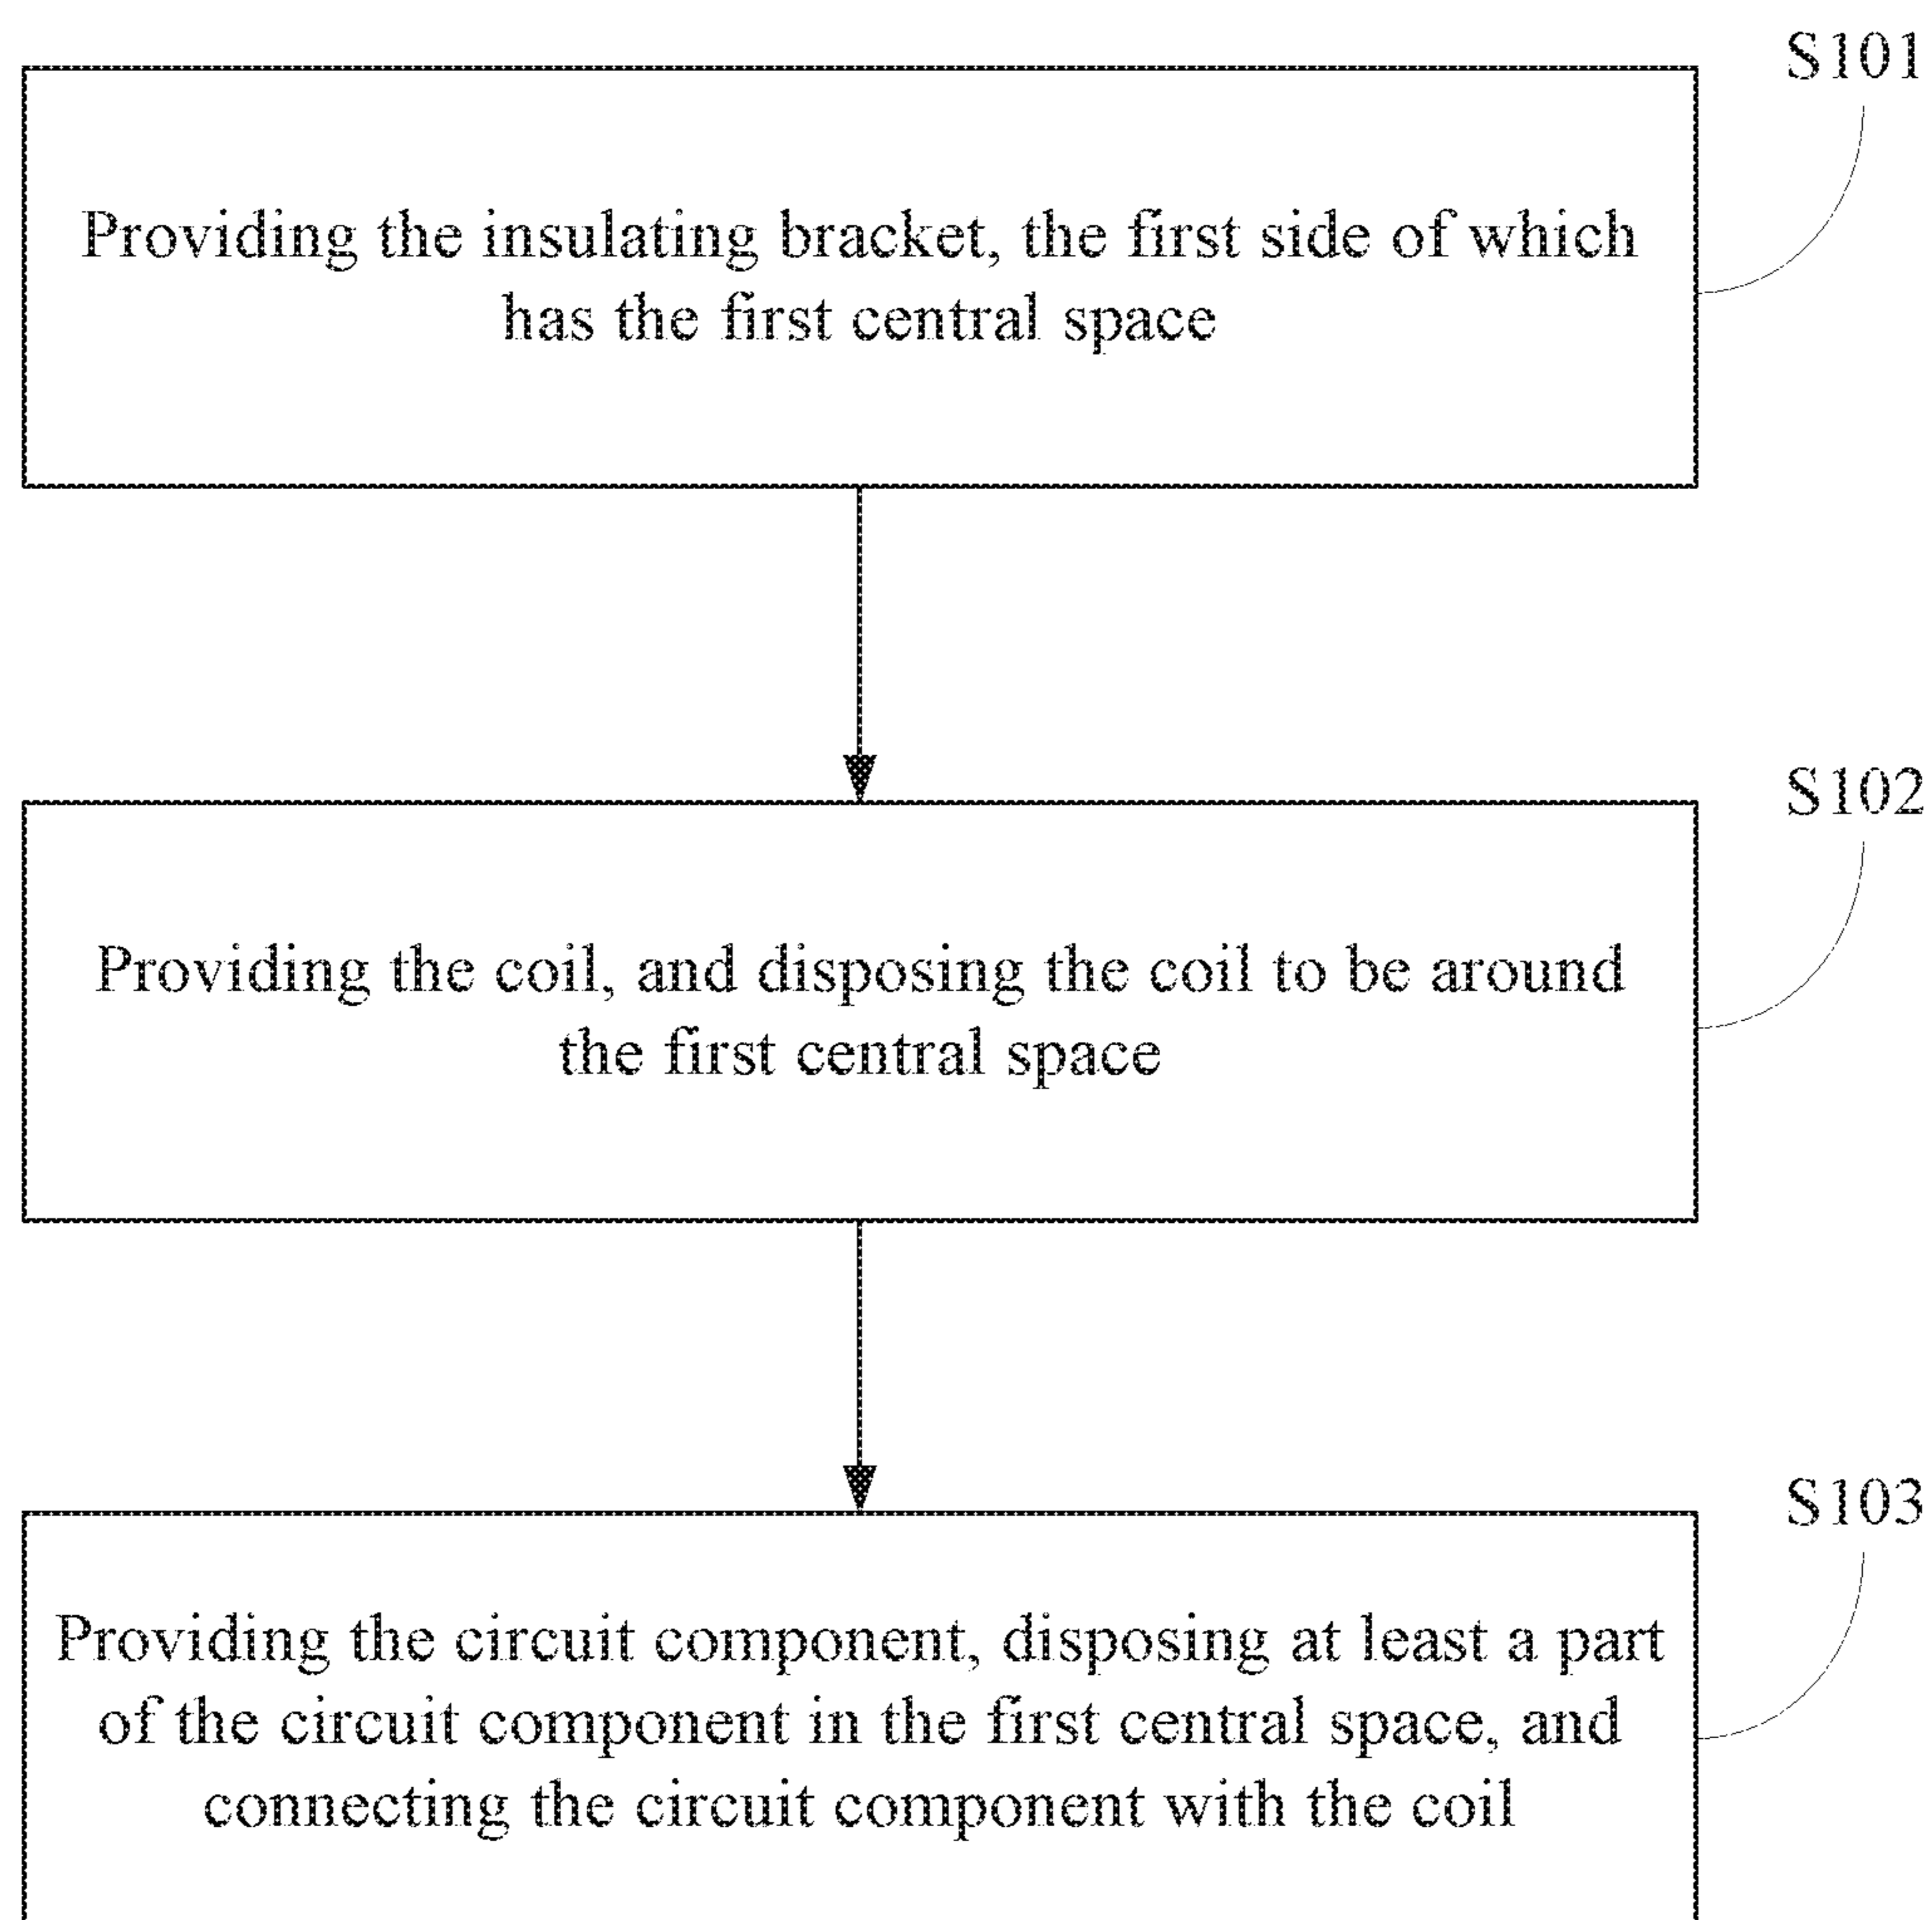 S101
Providing the insulating bracket, the first side of which
has the first central space
S102
Providing the coil, and disposing the coil to be around
the first central space
S103
Providing the circuit component, disposing at least a part
of the circuit component in the first central space, and
connecting the circuit component with the coil